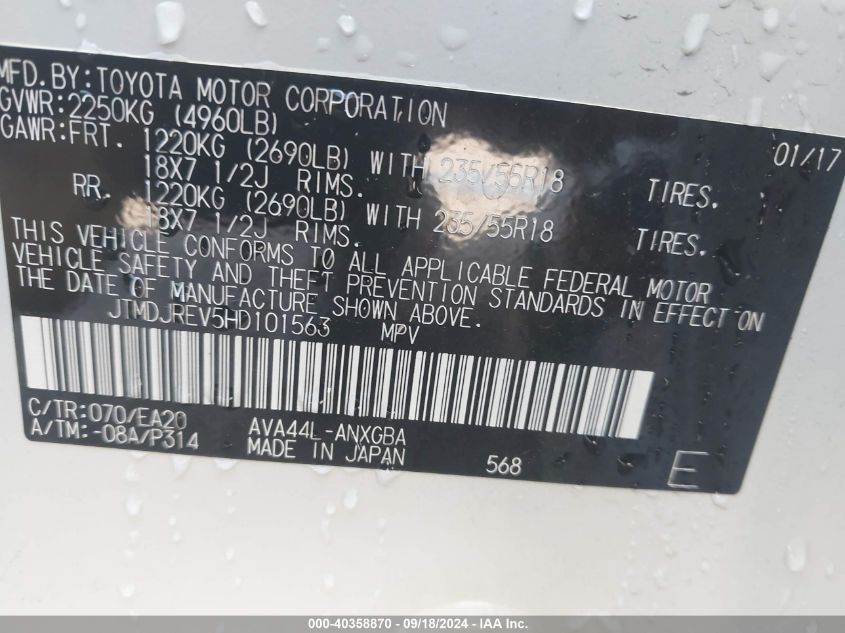 MFD.BY:TOYOTA MOTOR CORPORATION 01/17
GVWR:2250KG (4960LB)
GAWR:FRT. 1220KG (2690LB) WITH 235/55R18 TIRES.
18X7 1/2J RIMS.
RR. 1220KG (2690LB) WITH 235/55R18 TIRES.
18X7 1/2J RIMS.
THIS VEHICLE CONFORMS TO ALL APPLICABLE FEDERAL MOTOR
VEHICLE SAFETY AND THEFT PREVENTION STANDARDS IN EFFECT ON
THE DATE OF MANUFACTURE SHOWN ABOVE.
JTMDJREV5HD101563 MPV
C/TR:070/EA20 AVA44L-ANXGBA
A/TM:-08A/P314 MADE IN JAPAN 568 E
000-40358870 - 09/18/2024 - IAA Inc.